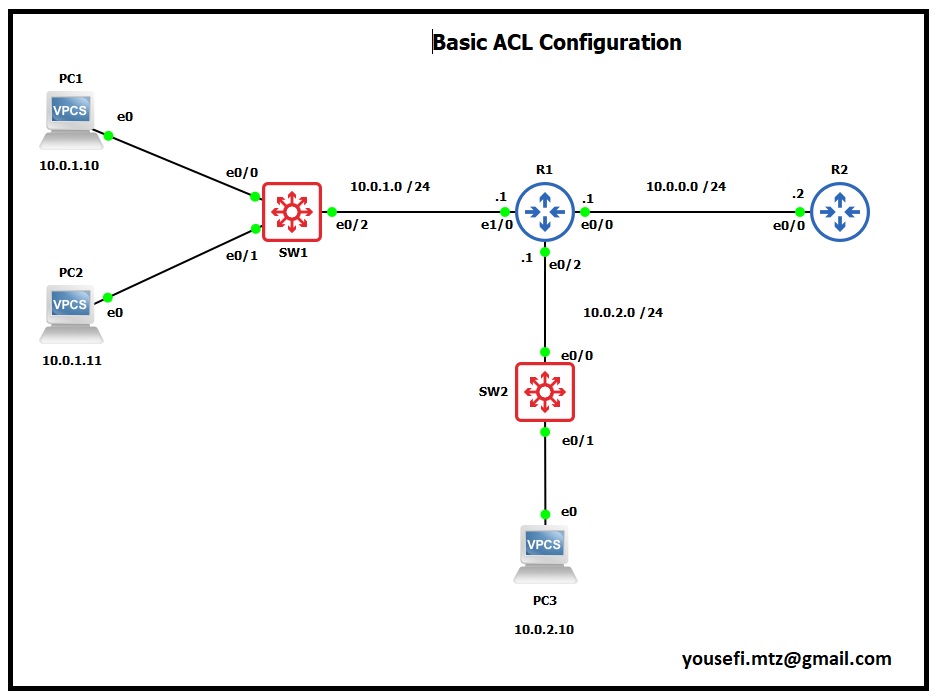 Basic ACL Configuration
PC1
VPCS
e0
10.0.1.10
e0/0
10.0.1.0 /24
R1
10.0.0.0 /24
R2
.1
.1
.2
e0/2
e1/0
e0/0
e0/0
SW1
e0/1
.1
e0/2
PC2
VPCS
e0
10.0.1.11
10.0.2.0 /24
e0/0
SW2
e0/1
e0
VPCS
PC3
10.0.2.10
yousefi.mtz@gmail.com